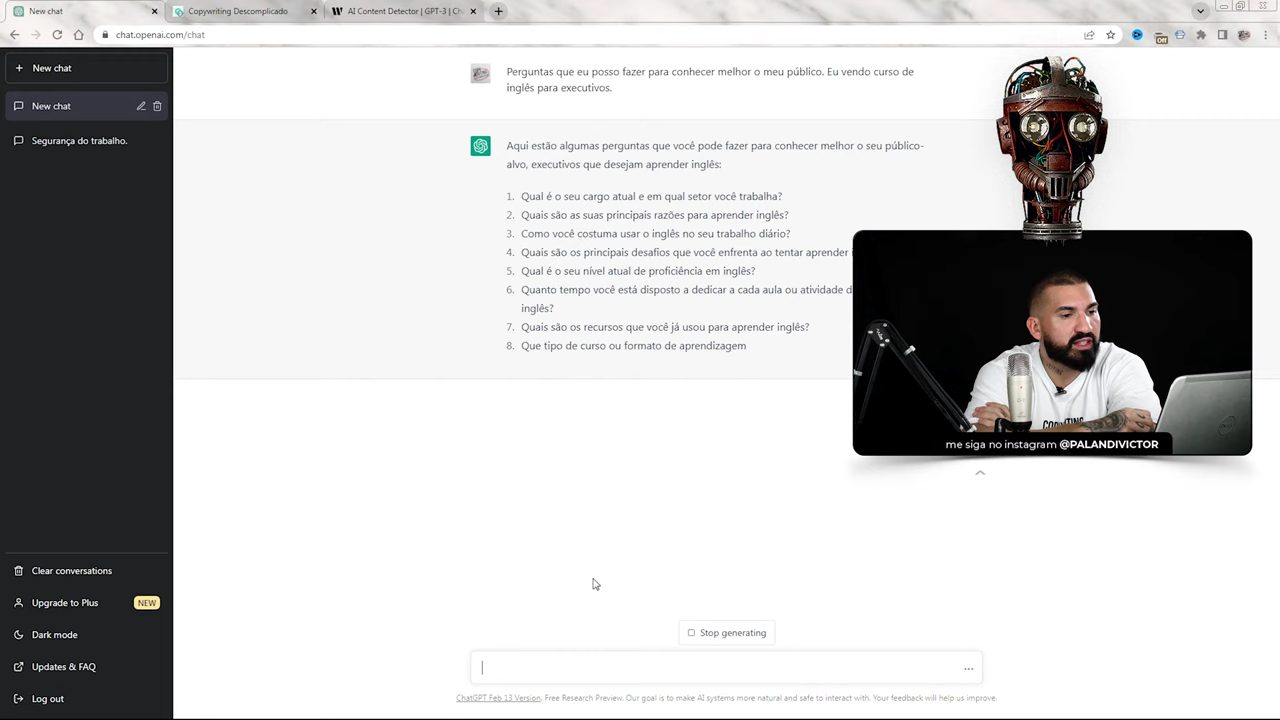 New chat
Copywriting Descomplicado
AI Content Detector | GPT-3 | Ch
chat.openai.com/chat
Off
New chat
New chat
Segurança do trabalho.
Clear conversations
Upgrade to Plus
NEW
Dark mode
Updates & FAQ
Log out
Perguntas que eu posso fazer para conhecer melhor o meu público. Eu vendo curso de
inglês para executivos.
Aqui estão algumas perguntas que você pode fazer para conhecer melhor o seu público-
alvo, executivos que desejam aprender inglês:
1. Qual é o seu cargo atual e em qual setor você trabalha?
2. Quais são as suas principais razões para aprender inglês?
3. Como você costuma usar o inglês no seu trabalho diário?
4. Quais são os principais desafios que você enfrenta ao tentar aprender
5. Qual é o seu nível atual de proficiência em inglês?
6. Quanto tempo você está disposto a dedicar a cada aula ou atividade d
inglês?
7. Quais são os recursos que você já usou para aprender inglês?
8. Que tipo de curso ou formato de aprendizagem
me siga no instagram @PALANDIVICTOR
Stop generating
...
ChatGPT Feb 13 Version. Free Research Preview. Our goal is to make AI systems more natural and safe to interact with. Your feedback will help us improve.